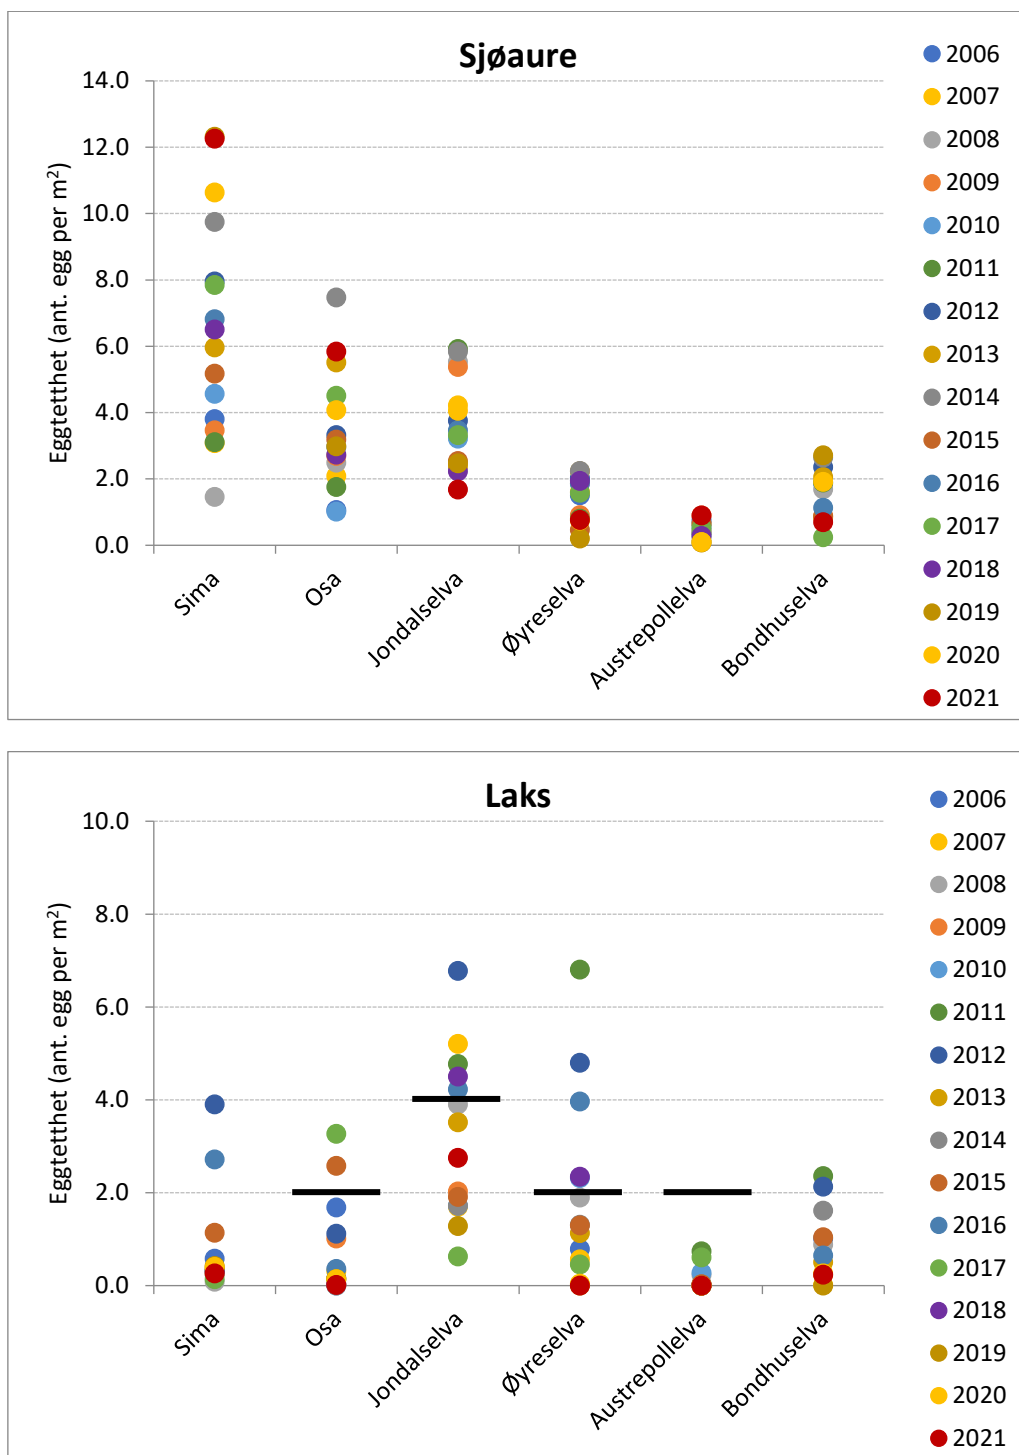 Sjøaure
Eggtetthet (ant. egg per m²)
14.0
12.0
10.0
8.0
6.0
4.0
2.0
0.0
Sima
Osa
Jondalselva
Øyreselva
Austrepollelva
Bondhuselva
2006
2007
2008
2009
2010
2011
2012
2013
2014
2015
2016
2017
2018
2019
2020
2021
Laks
Eggtetthet (ant. egg per m²)
10.0
8.0
6.0
4.0
2.0
0.0
Sima
Osa
Jondalselva
Øyreselva
Austrepollelva
Bondhuselva
2006
2007
2008
2009
2010
2011
2012
2013
2014
2015
2016
2017
2018
2019
2020
2021